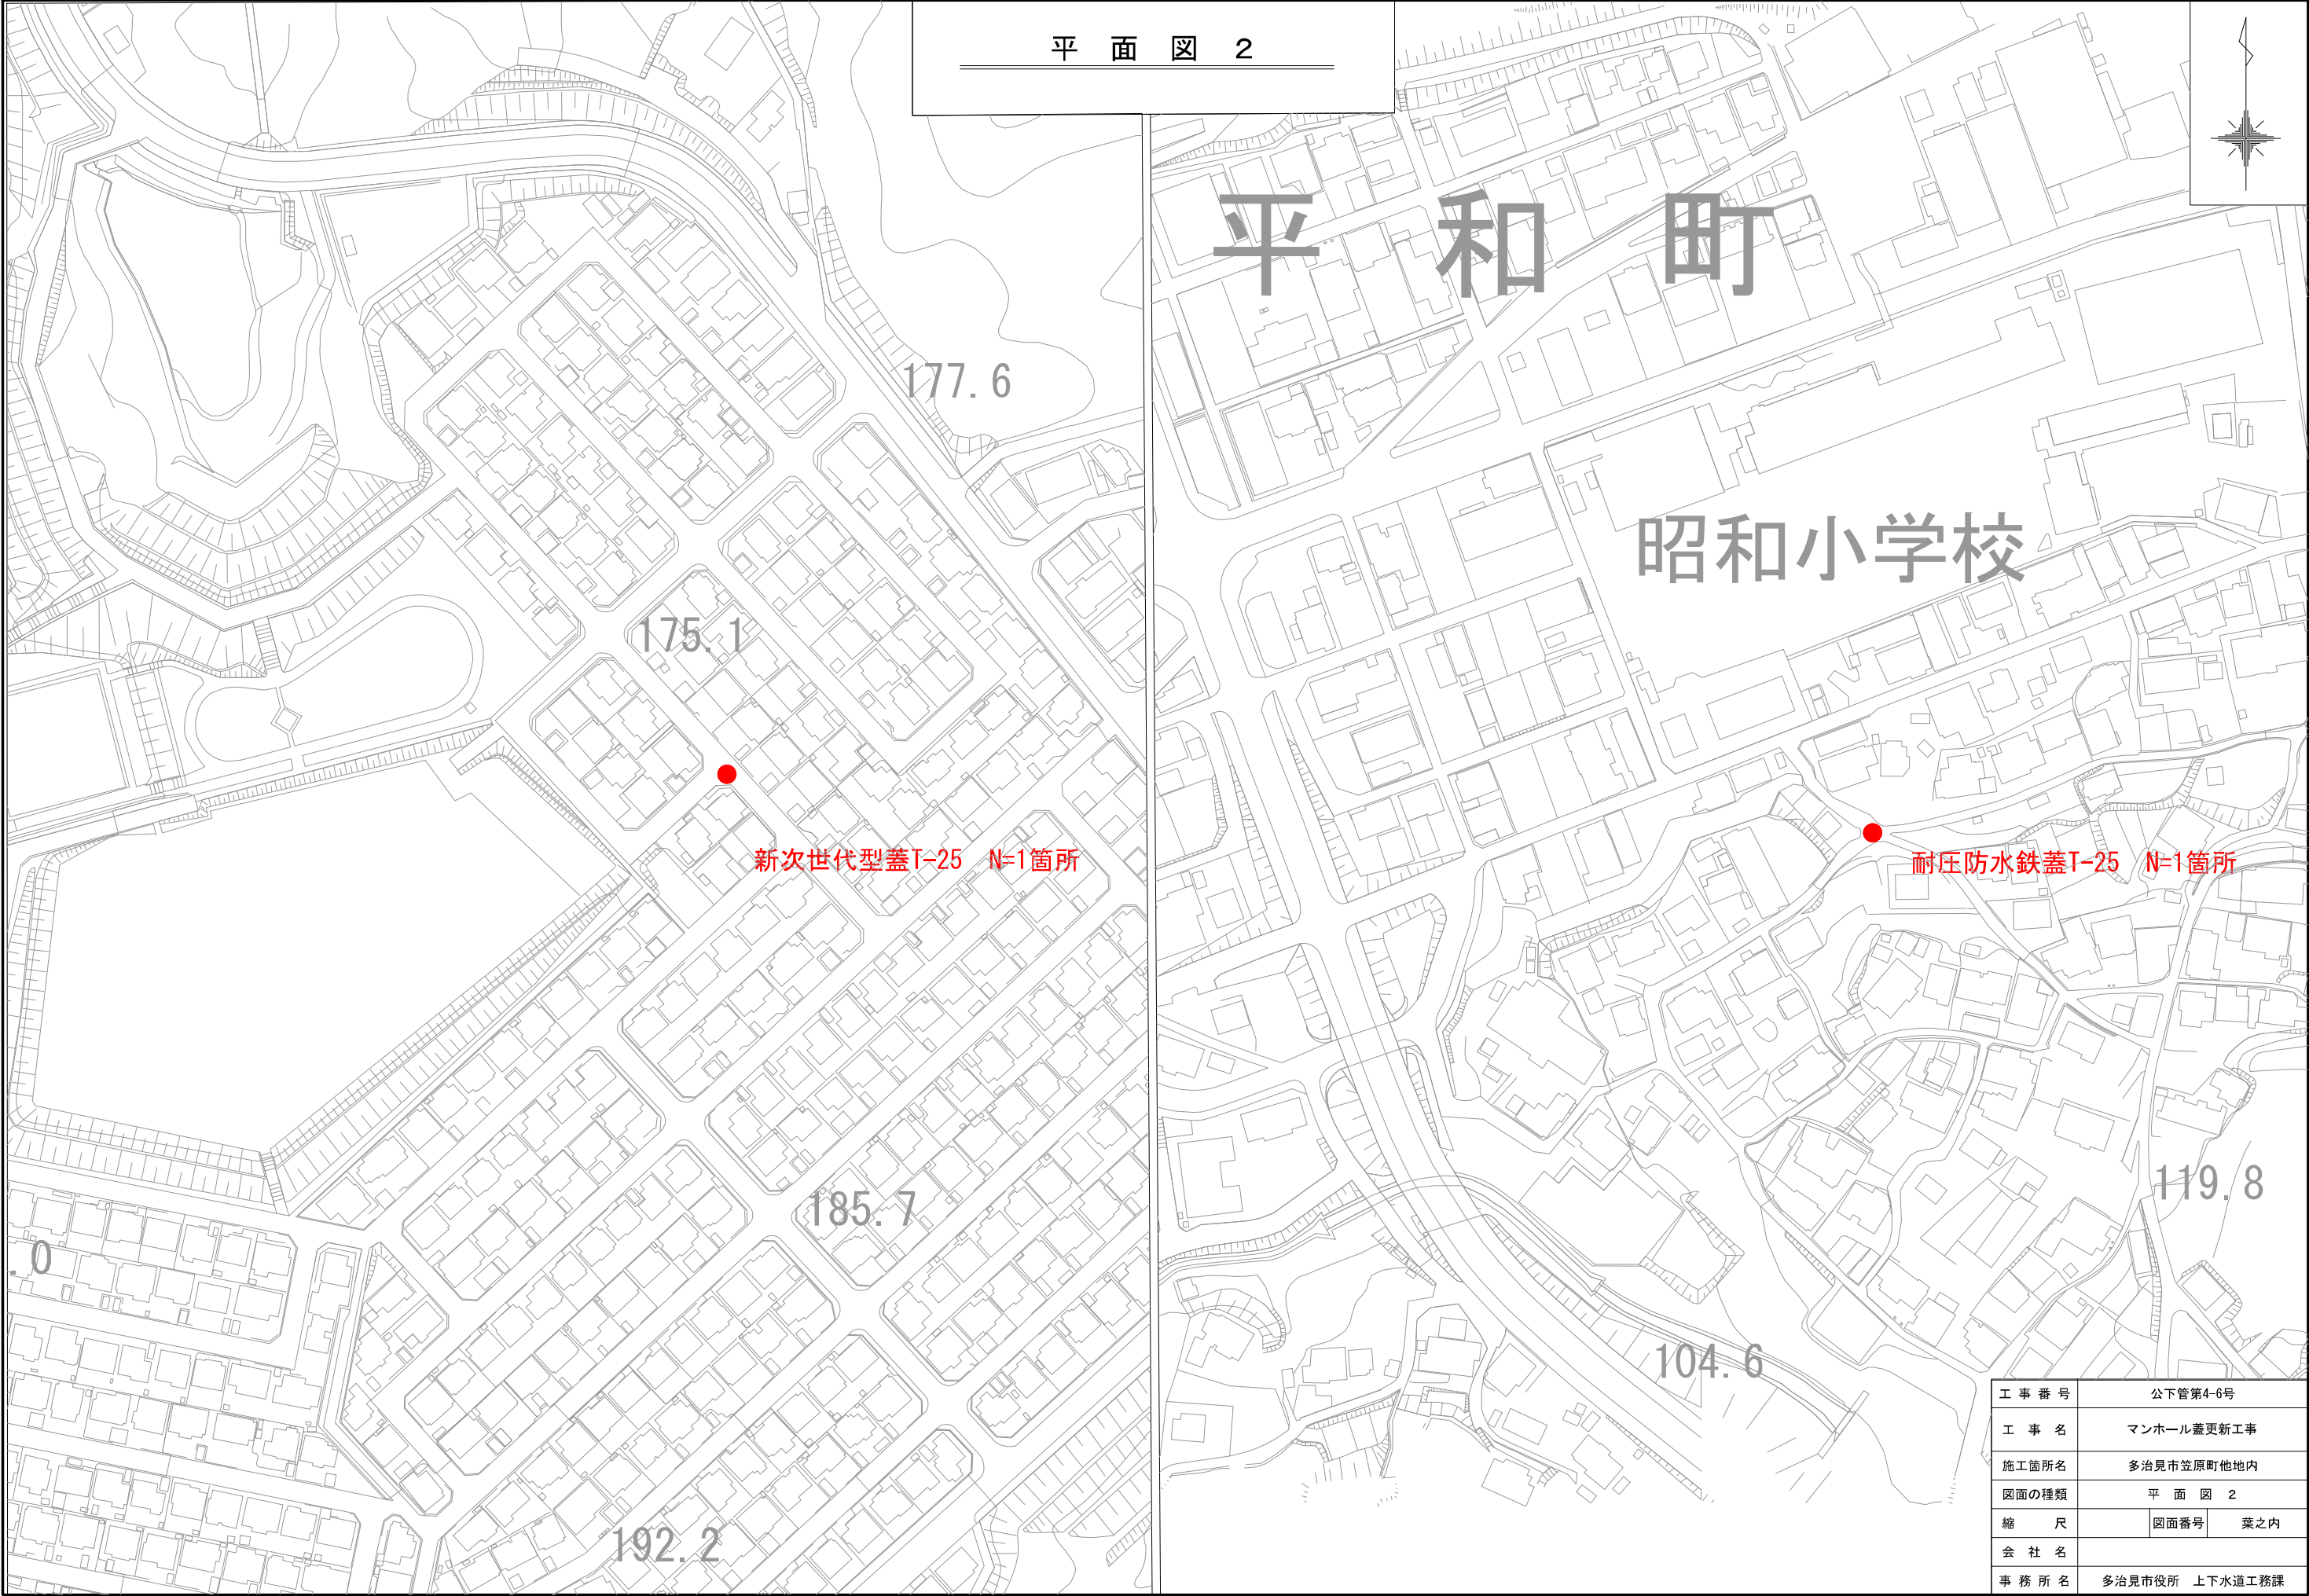 平 面 図 2
平 和 町
177.6
昭和小学校
175.1
新次世代型蓋T-25 N=1箇所
耐圧防水鉄蓋T-25 N=1箇所
185.7
119.8
.0
104.6
192.2
工事番号 公下管第4-6号
工事名 マンホール蓋更新工事
施工箇所名 多治見市笠原町他地内
図面の種類 平 面 図 2
縮尺 図面番号 葉之内
会社名
事務所名 多治見市役所 上下水道工務課